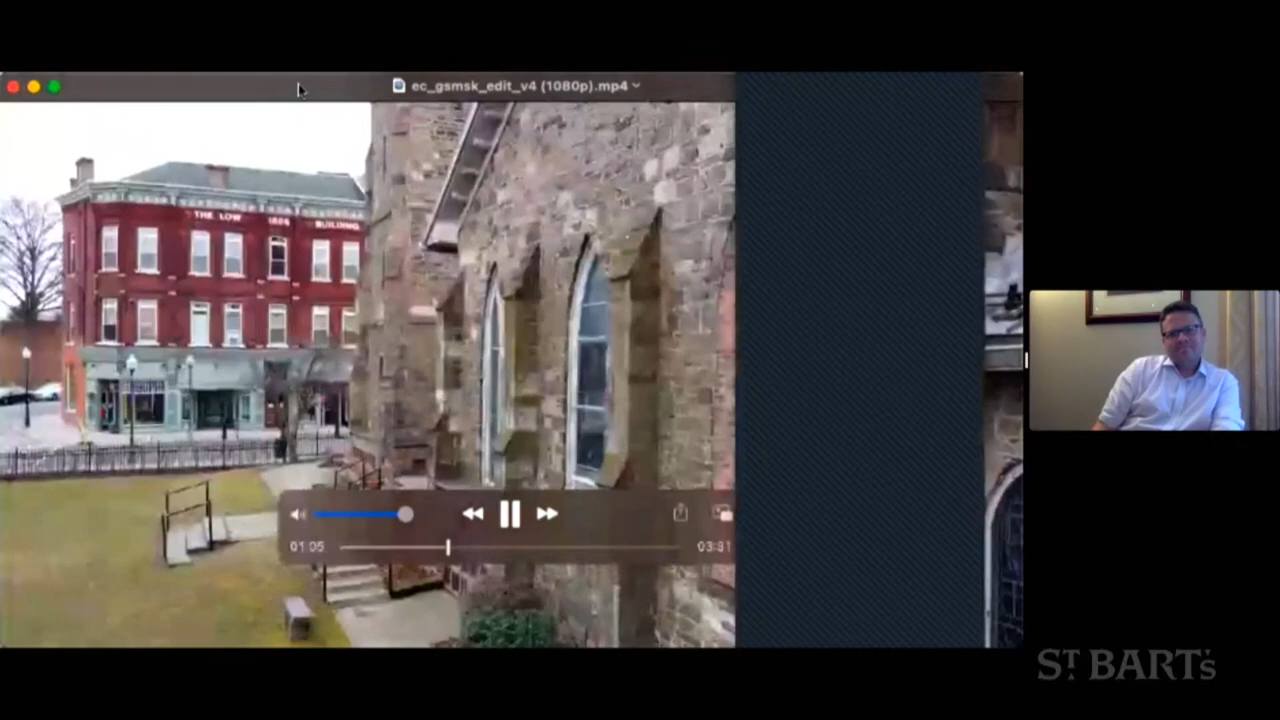 ec_gsmsk_edit_v4 (1080p).mp4
THE LOW 1886 BUILDING
01:05
03:31
ST BART'S